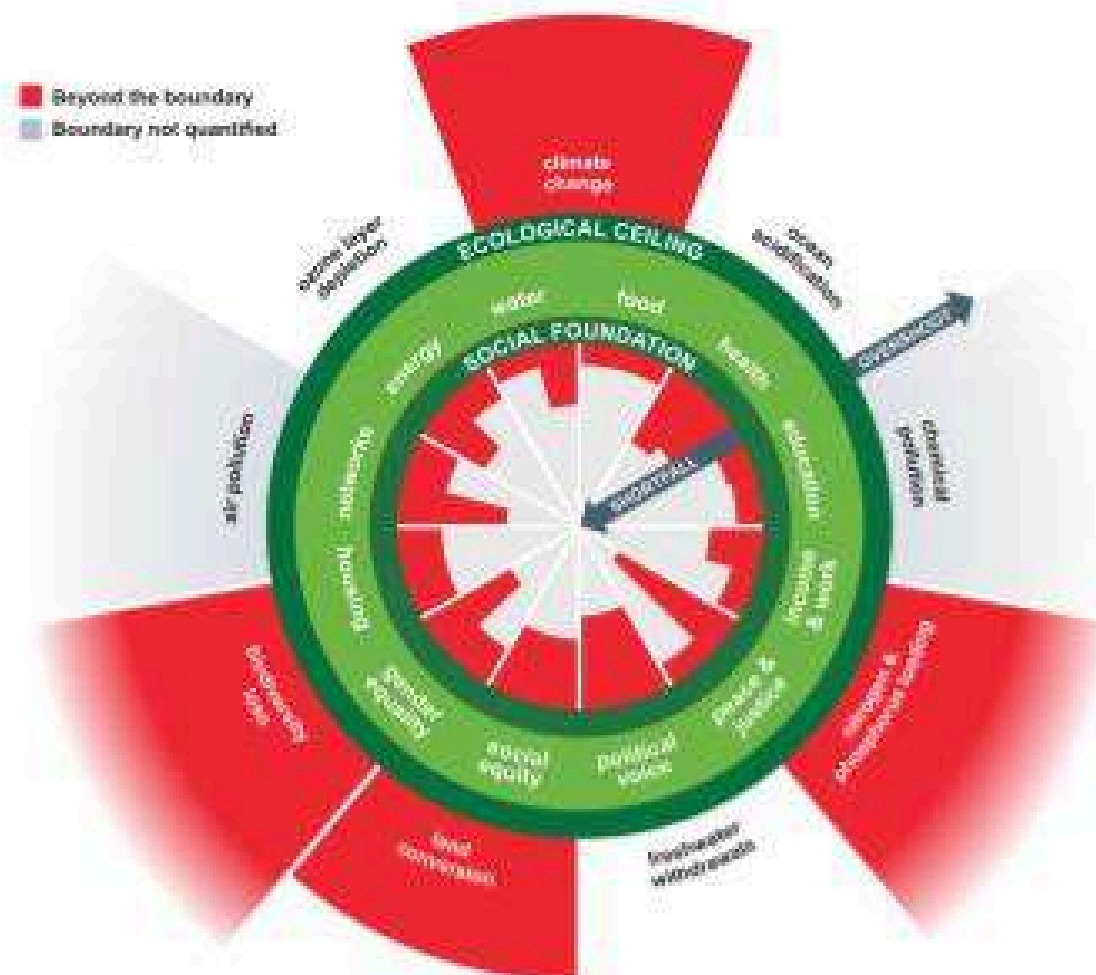 Beyond the boundary
Boundary not quantified
climate
change
ozone layer
depletion
ocean
acidification
ECOLOGICAL CEILING
OVERSHOOT
water
food
SOCIAL FOUNDATION
energy
health
SHORTFALL
networks
education
air pollution
chemical
pollution
housing
income
& work
biodiversity
loss
nitrogen &
phosphorus loading
gender
equality
peace &
justice
social
equity
political
voice
land
conversion
freshwater
withdrawals